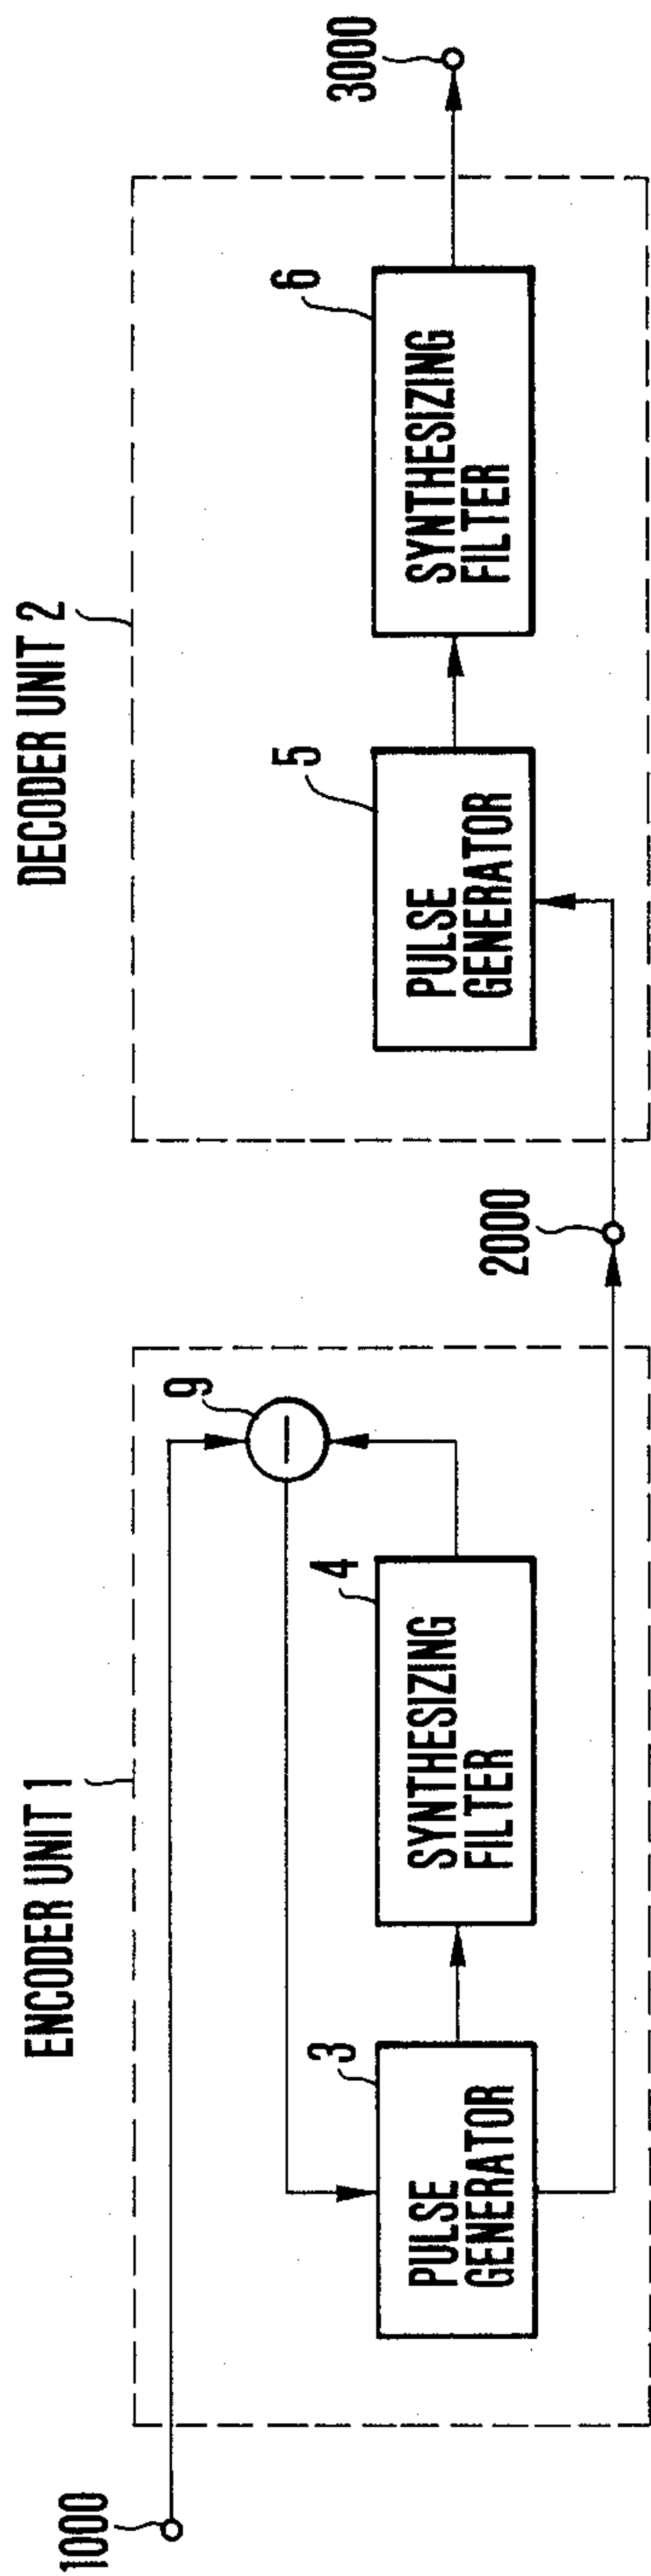 ENCODER UNIT 1
DECODER UNIT 2
1000
9
3
PULSE
GENERATOR
4
SYNTHESIZING
FILTER
2000
5
PULSE
GENERATOR
6
SYNTHESIZING
FILTER
3000